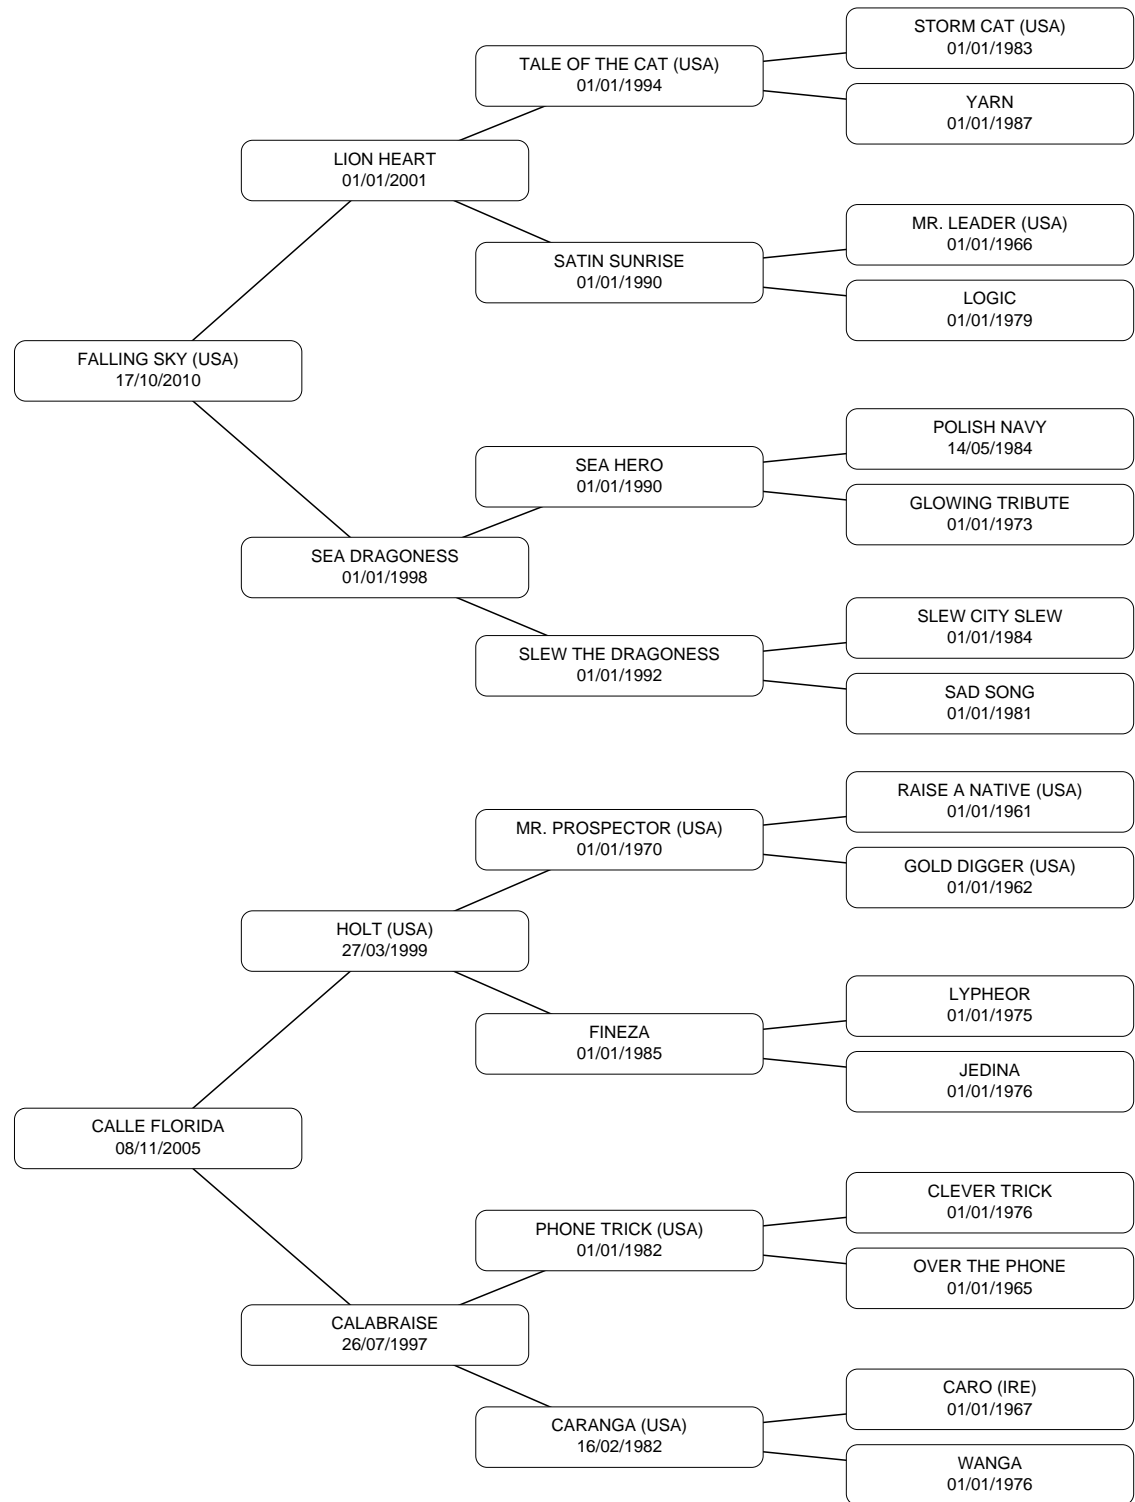 STORM CAT (USA)
01/01/1983
TALE OF THE CAT (USA)
01/01/1994
YARN
01/01/1987
LION HEART
01/01/2001
MR. LEADER (USA)
01/01/1966
SATIN SUNRISE
01/01/1990
LOGIC
01/01/1979
FALLING SKY (USA)
17/10/2010
POLISH NAVY
14/05/1984
SEA HERO
01/01/1990
GLOWING TRIBUTE
01/01/1973
SEA DRAGONESS
01/01/1998
SLEW CITY SLEW
01/01/1984
SLEW THE DRAGONESS
01/01/1992
SAD SONG
01/01/1981
RAISE A NATIVE (USA)
01/01/1961
MR. PROSPECTOR (USA)
01/01/1970
GOLD DIGGER (USA)
01/01/1962
HOLT (USA)
27/03/1999
LYPHEOR
01/01/1975
FINEZA
01/01/1985
JEDINA
01/01/1976
CALLE FLORIDA
08/11/2005
CLEVER TRICK
01/01/1976
PHONE TRICK (USA)
01/01/1982
OVER THE PHONE
01/01/1965
CALABRAISE
26/07/1997
CARO (IRE)
01/01/1967
CARANGA (USA)
16/02/1982
WANGA
01/01/1976